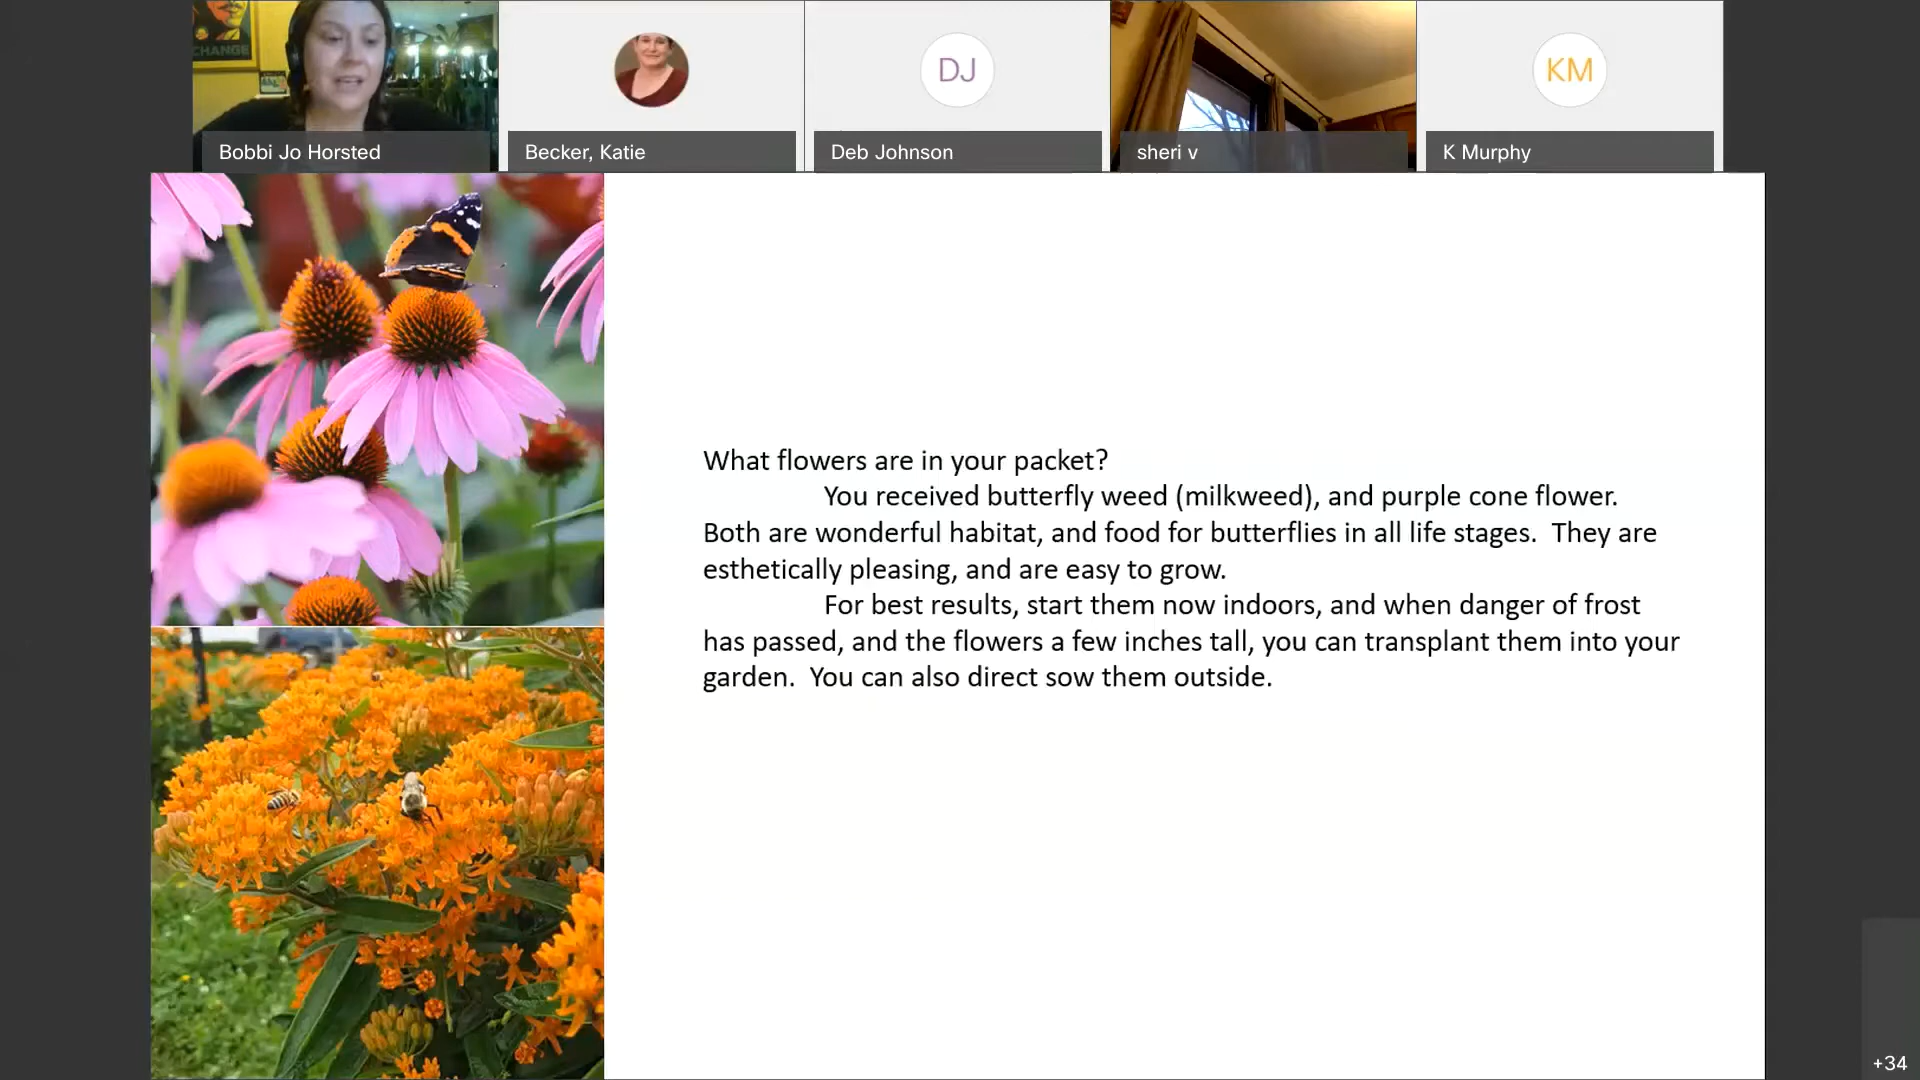 CHANGE
Bobbi Jo Horsted
Becker, Katie
DJ
Deb Johnson
sheri v
KM
K Murphy
What flowers are in your packet?
You received butterfly weed (milkweed), and purple cone flower.
Both are wonderful habitat, and food for butterflies in all life stages.  They are
esthetically pleasing, and are easy to grow.
For best results, start them now indoors, and when danger of frost
has passed, and the flowers a few inches tall, you can transplant them into your
garden.  You can also direct sow them outside.
+34